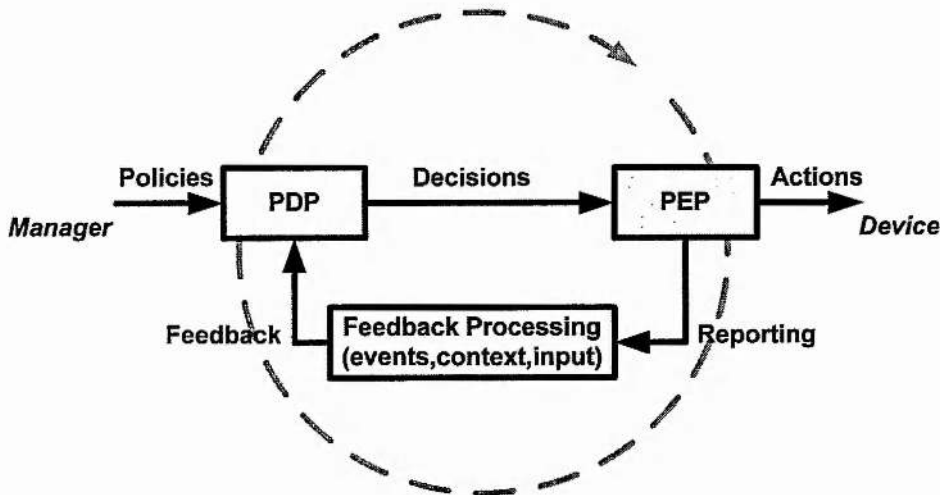 Policies
PDP
Decisions
PEP
Actions
Manager
Device
Feedback
Feedback Processing
(events,context,input)
Reporting